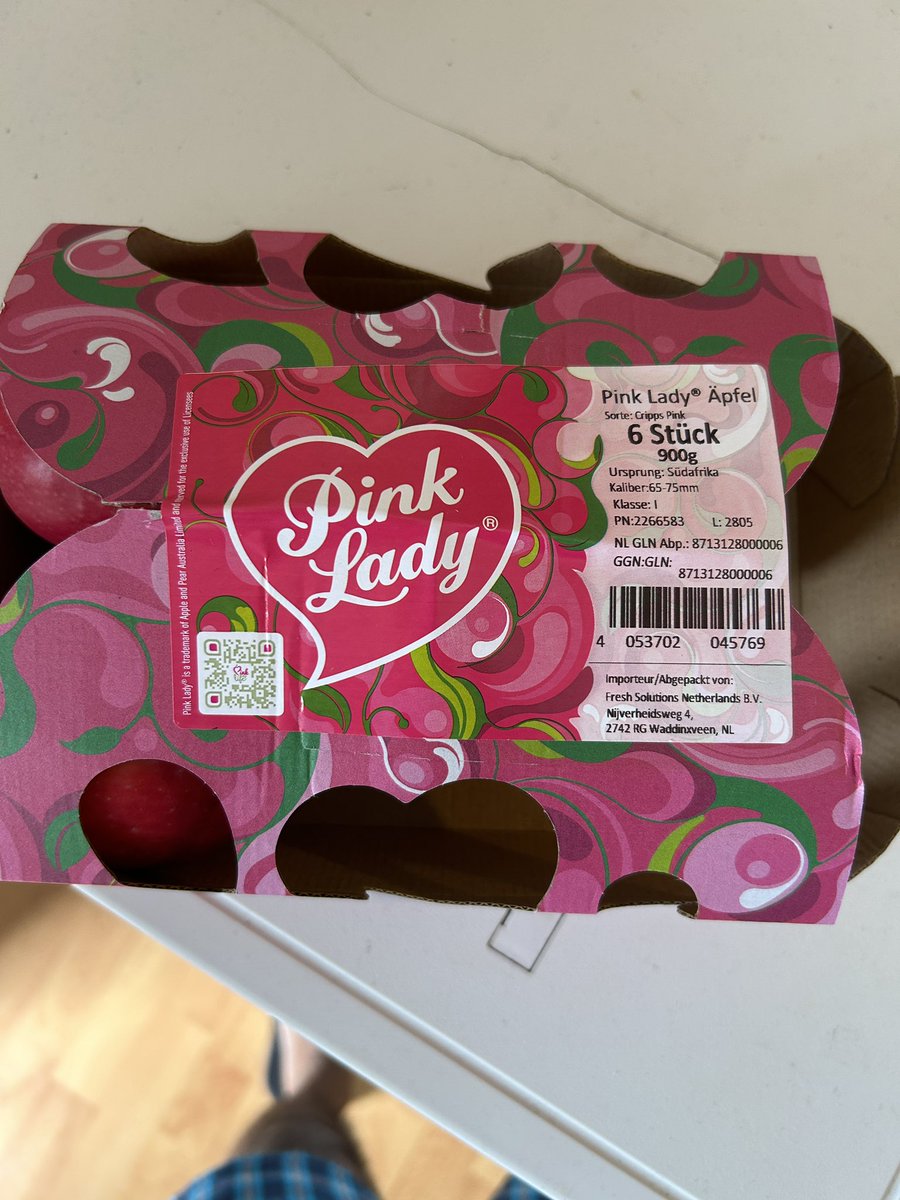 Pink Lady® is a trademark of Apple and Pear Australia Limited and reserved for the exclusive use of Licensees
Pink
Lady®
Pink Lady® Äpfel
Sorte: Cripps Pink
6 Stück
900g
Ursprung: Südafrika
Kaliber:65-75mm
Klasse: I
PN:2266583 L: 2805
NL GLN Abp.: 8713128000006
GGN:GLN:
8713128000006
4 053702 045769
Importeur/Abgepackt von:
Fresh Solutions Netherlands B.V.
Nijverheidsweg 4,
2742 RG Waddinxveen, NL